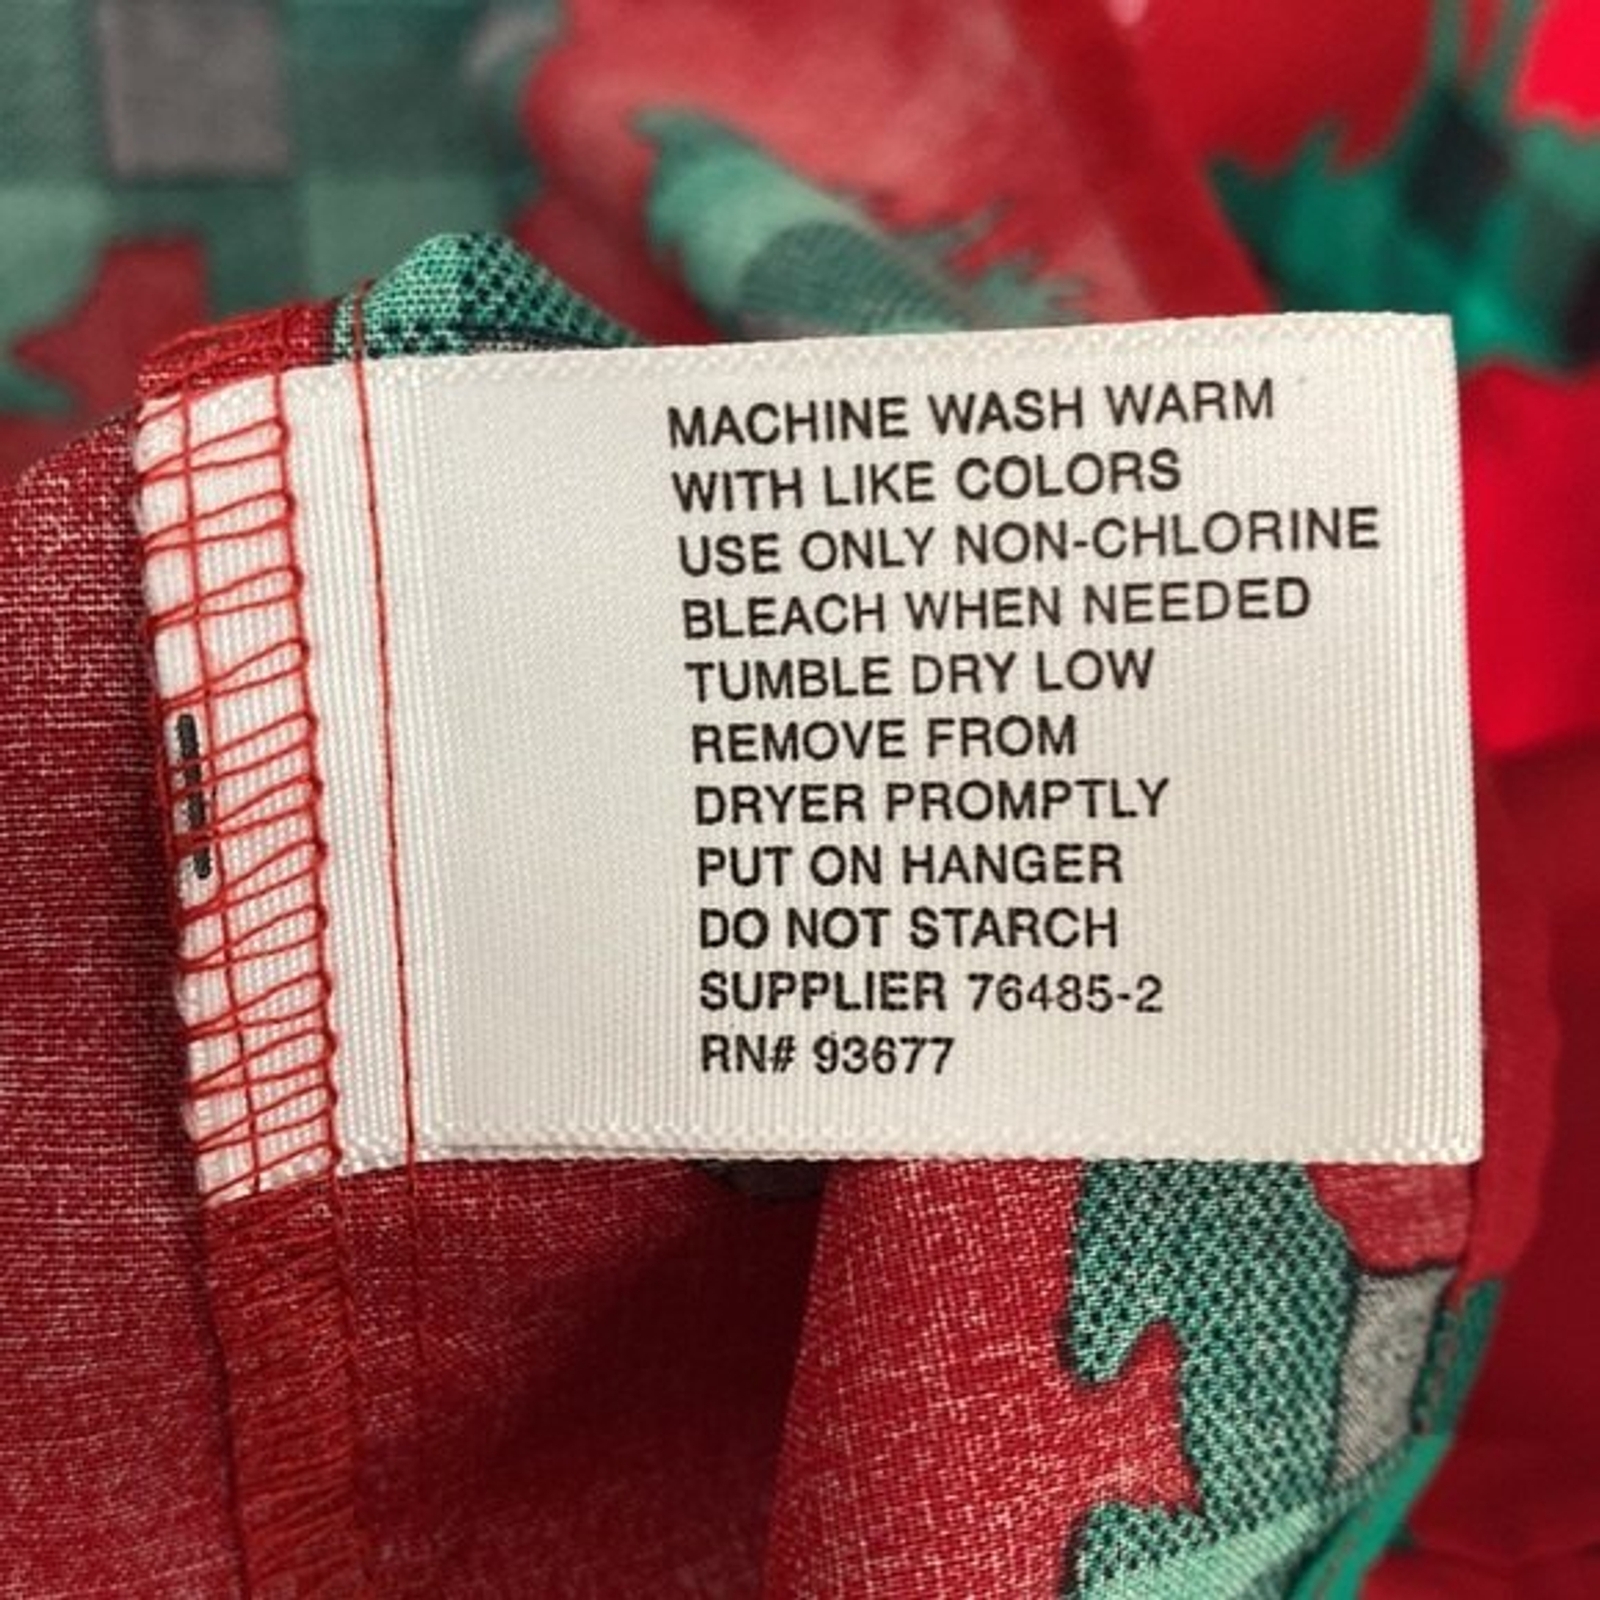 MACHINE WASH WARM
WITH LIKE COLORS
USE ONLY NON-CHLORINE
BLEACH WHEN NEEDED
TUMBLE DRY LOW
REMOVE FROM
DRYER PROMPTLY
PUT ON HANGER
DO NOT STARCH
SUPPLIER 76485-2
RN# 93677